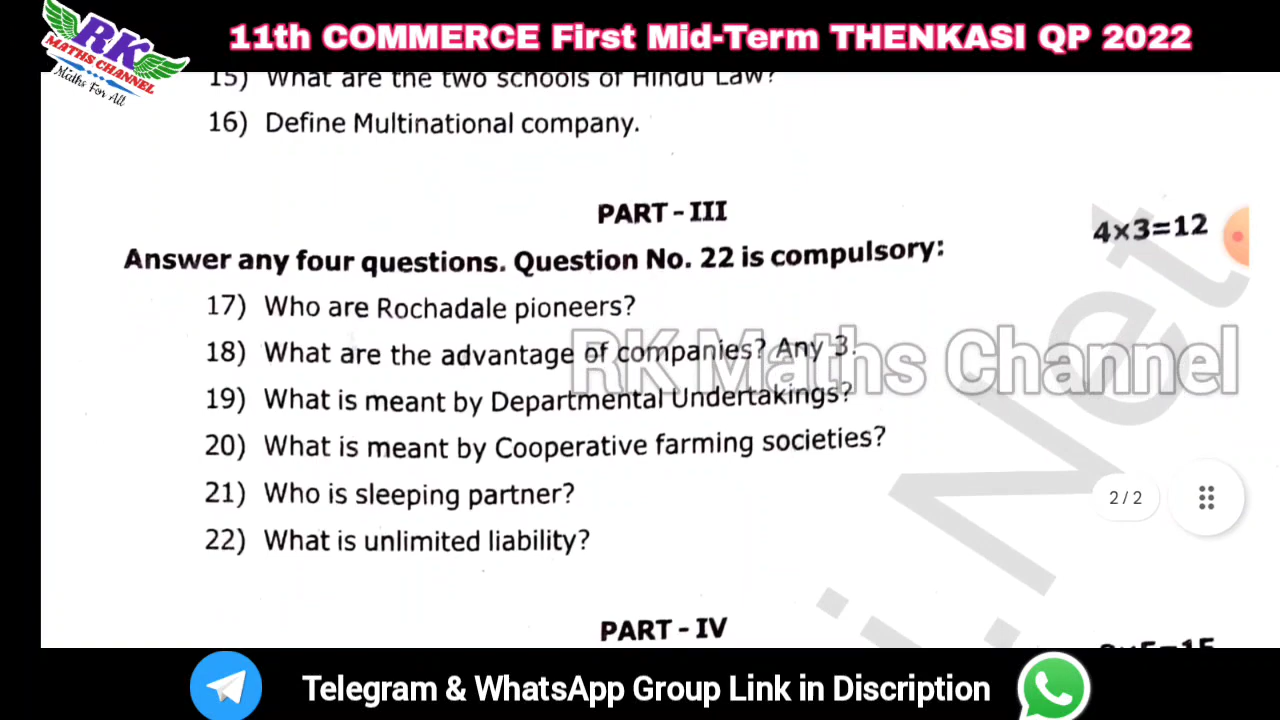 RK
MATHS CHANNEL
Maths For All
11th COMMERCE First Mid-Term THENKASI QP 2022
15) What are the two schools of Hindu Law?
16) Define Multinational company.
PART - III
4×3=12
Answer any four questions. Question No. 22 is compulsory:
17) Who are Rochadale pioneers?
18) What are the advantage of companies? Any 3.
RK Maths Channel
19) What is meant by Departmental Undertakings?
20) What is meant by Cooperative farming societies?
21) Who is sleeping partner?
2 / 2
22) What is unlimited liability?
PART - IV
Telegram & WhatsApp Group Link in Discription